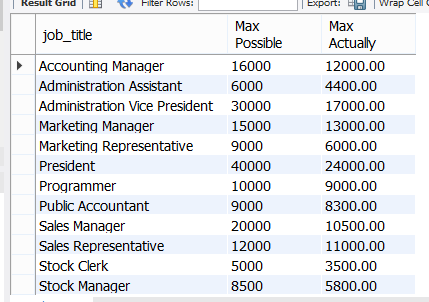 Result Grid Filter Rows: Export: Wrap Cell C
job_title Max Possible Max Actually
Accounting Manager 16000 12000.00
Administration Assistant 6000 4400.00
Administration Vice President 30000 17000.00
Marketing Manager 15000 13000.00
Marketing Representative 9000 6000.00
President 40000 24000.00
Programmer 10000 9000.00
Public Accountant 9000 8300.00
Sales Manager 20000 10500.00
Sales Representative 12000 11000.00
Stock Clerk 5000 3500.00
Stock Manager 8500 5800.00